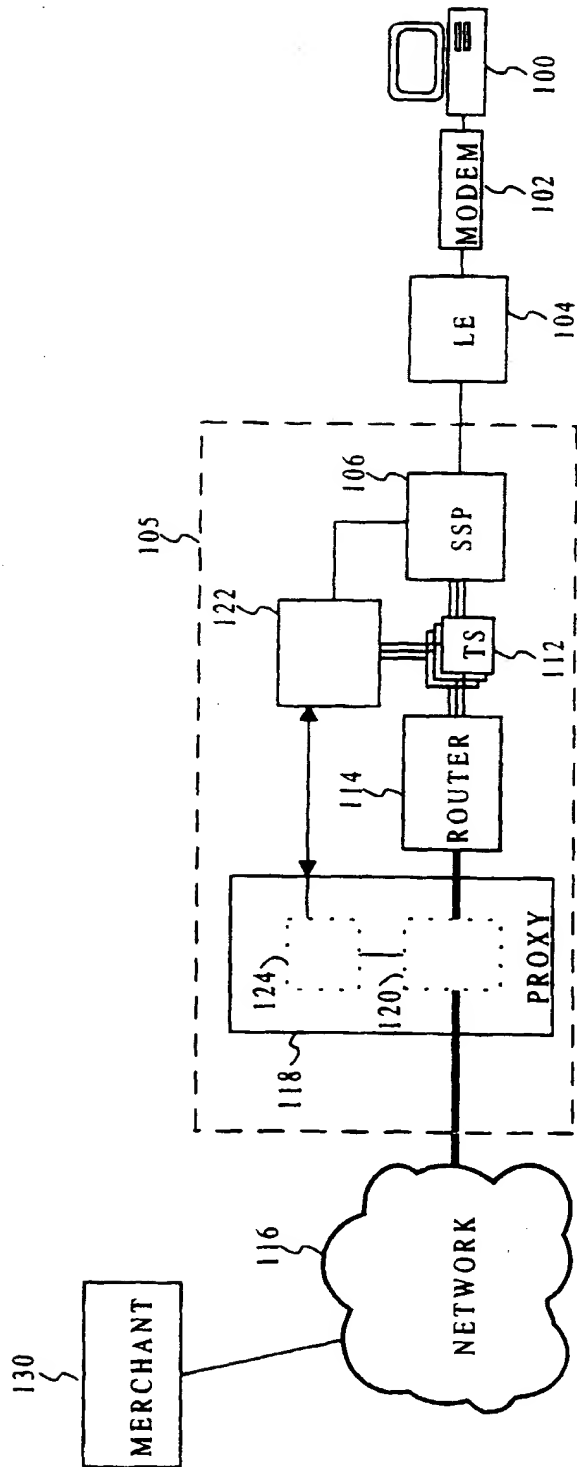 130
MERCHANT
116
NETWORK
105
118
124
120
PROXY
122
114
ROUTER
TS
112
106
SSP
LE
104
MODEM
102
100